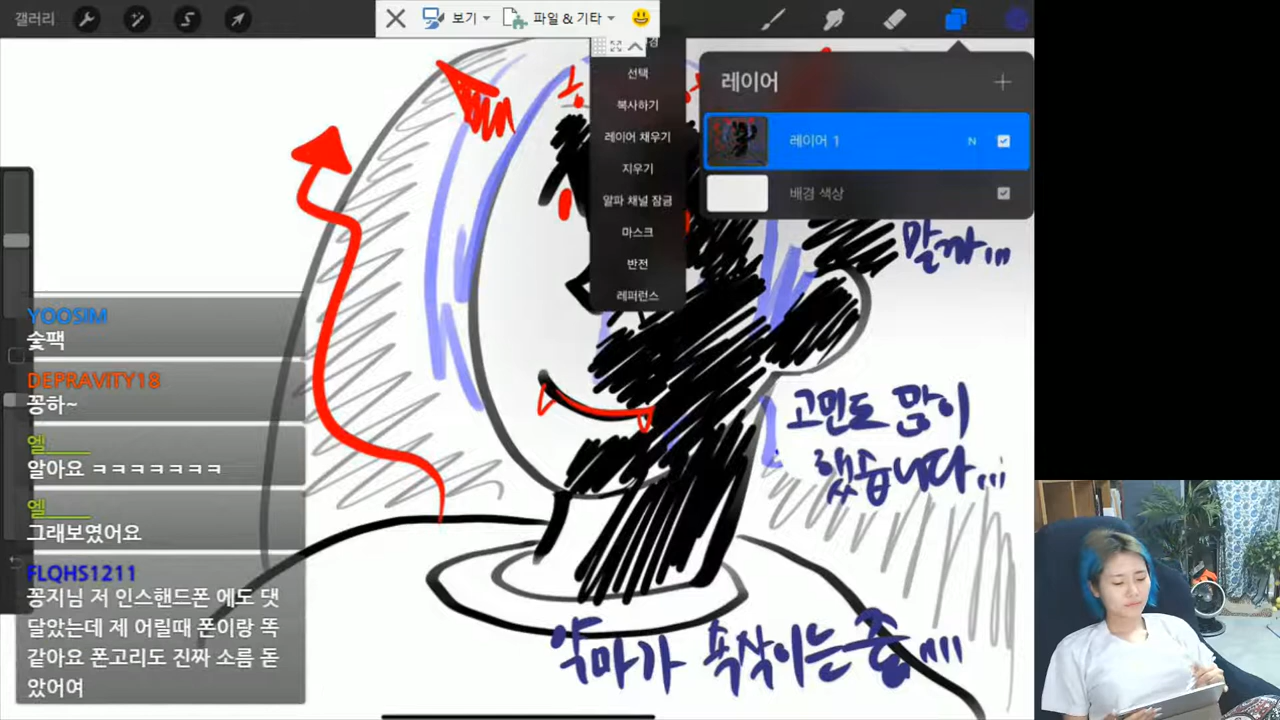 갤러리
보기
파일 & 기타
선택
복사하기
레이어 채우기
지우기
알파 채널 잠금
마스크
반전
레퍼런스
레이어
레이어 1
N
배경 색상
말까...
고민도 많이
했습니다...
악마가 속삭이는
YOOSIM
숯팩
DEPRAVITY18
꽁하~
엘____
알아요 ㅋㅋㅋㅋㅋㅋㅋ
엘____
그래보였어요
FLQHS1211
꽁지님 저 인스핸드폰 에도 댓
달았는데 제 어릴때 폰이랑 똑
같아요 폰고리도 진짜 소름 돋
았어여